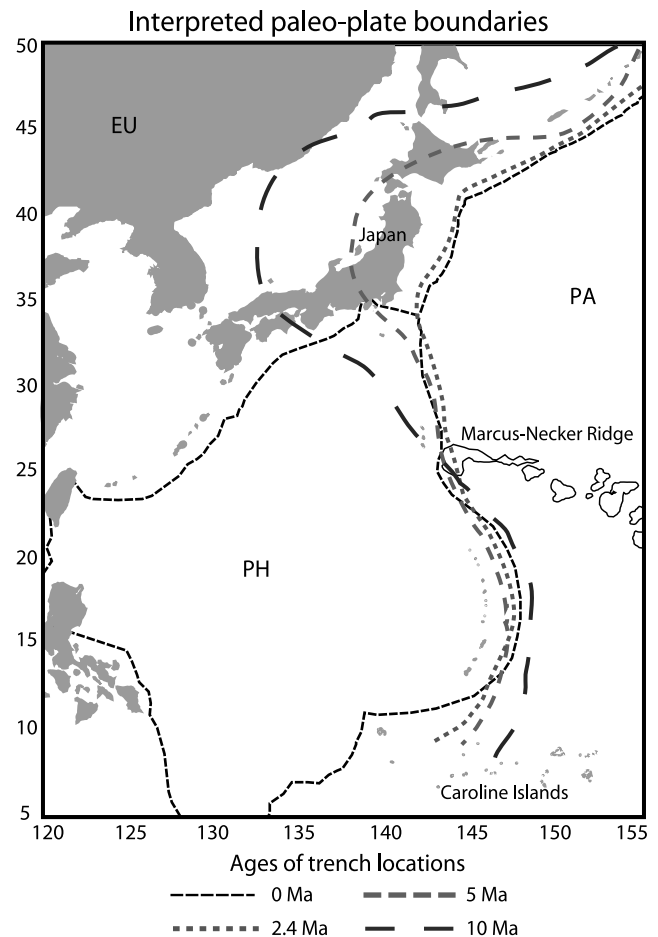 Interpreted paleo-plate boundaries
50
45
40
35
30
25
20
15
10
5
EU
Japan
PA
Marcus-Necker Ridge
PH
Caroline Islands
120 125 130 135 140 145 150 155
Ages of trench locations
0 Ma 5 Ma
2.4 Ma 10 Ma